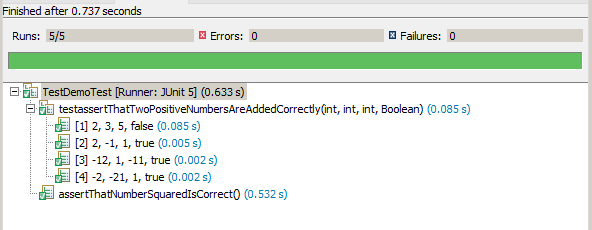 Finished after 0.737 seconds
Runs: 5/5 Errors: 0 Failures: 0
TestDemoTest [Runner: JUnit 5] (0.633 s)
testassertThatTwoPositiveNumbersAreAddedCorrectly(int, int, int, Boolean) (0.085 s)
[1] 2, 3, 5, false (0.085 s)
[2] 2, -1, 1, true (0.005 s)
[3] -12, 1, -11, true (0.002 s)
[4] -2, -21, 1, true (0.002 s)
assertThatNumberSquaredIsCorrect() (0.532 s)